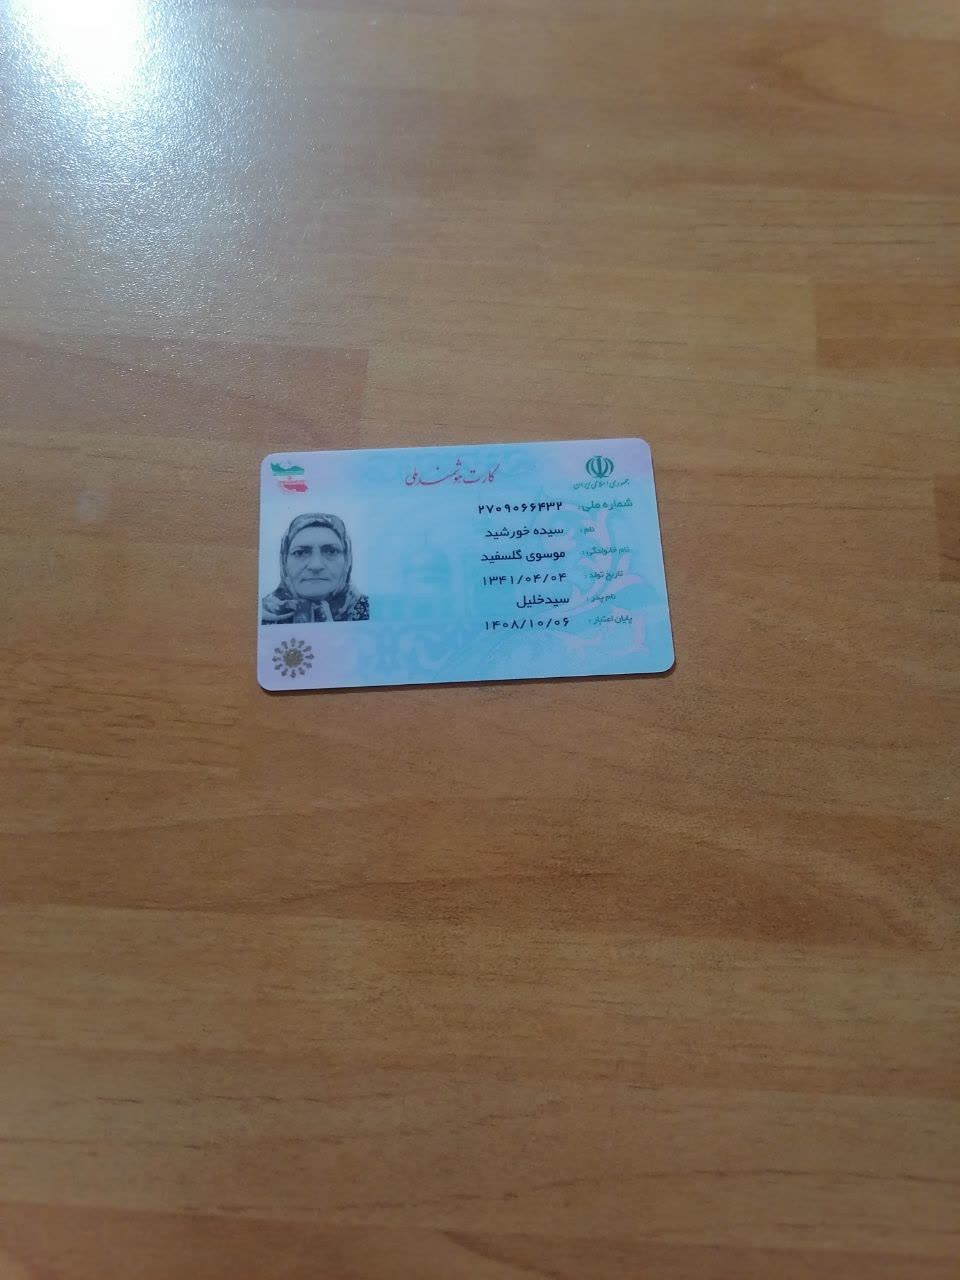 جمهوری اسلامی ایران
کارت هوشمند ملی
شماره ملی: ۲۷۰۹۰۶۶۴۳۲
نام: سیده خورشید
نام خانوادگی: موسوی گلسفید
تاریخ تولد: ۱۳۴۱/۰۴/۰۴
نام پدر: سیدخلیل
پایان اعتبار: ۱۴۰۸/۱۰/۰۶